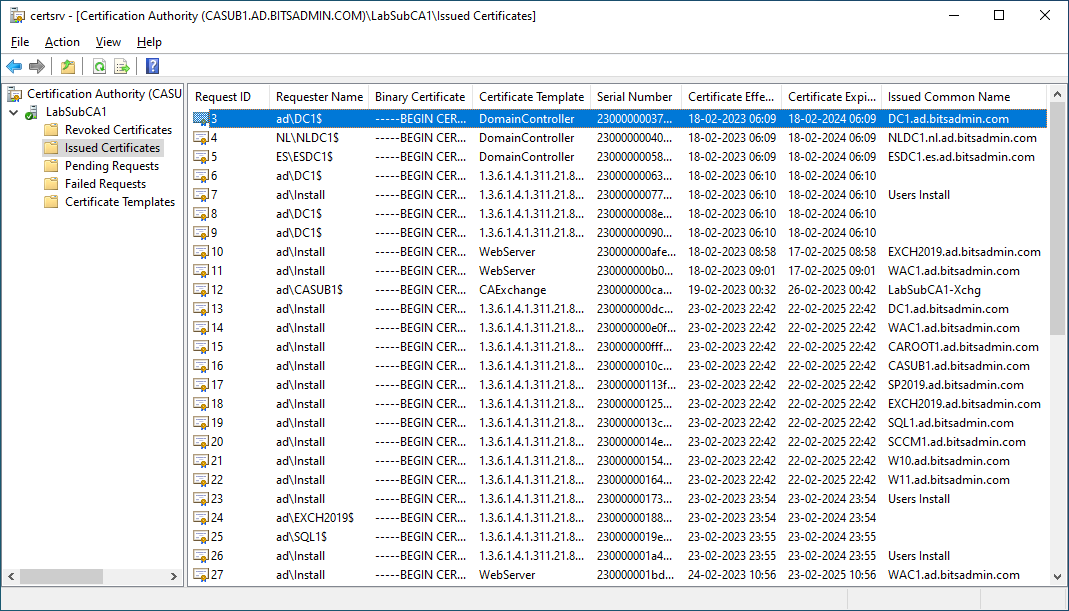 certsrv - [Certification Authority (CASUB1.AD.BITSADMIN.COM)\LabSubCA1\Issued Certificates]
File Action View Help
Certification Authority (CASU
LabSubCA1
Revoked Certificates
Issued Certificates
Pending Requests
Failed Requests
Certificate Templates
Request ID Requester Name Binary Certificate Certificate Template Serial Number Certificate Effe... Certificate Expi... Issued Common Name
3 ad\DC1$ -----BEGIN CER... DomainController 23000000037... 18-02-2023 06:09 18-02-2024 06:09 DC1.ad.bitsadmin.com
4 NL\NLDC1$ -----BEGIN CER... DomainController 23000000040... 18-02-2023 06:09 18-02-2024 06:09 NLDC1.nl.ad.bitsadmin.com
5 ES\ESDC1$ -----BEGIN CER... DomainController 23000000058... 18-02-2023 06:09 18-02-2024 06:09 ESDC1.es.ad.bitsadmin.com
6 ad\DC1$ -----BEGIN CER... 1.3.6.1.4.1.311.21.8... 23000000063... 18-02-2023 06:10 18-02-2024 06:10
7 ad\Install -----BEGIN CER... 1.3.6.1.4.1.311.21.8... 23000000077... 18-02-2023 06:10 18-02-2024 06:10 Users Install
8 ad\DC1$ -----BEGIN CER... 1.3.6.1.4.1.311.21.8... 2300000008e... 18-02-2023 06:10 18-02-2024 06:10
9 ad\DC1$ -----BEGIN CER... 1.3.6.1.4.1.311.21.8... 23000000090... 18-02-2023 06:10 18-02-2024 06:10
10 ad\Install -----BEGIN CER... WebServer 230000000afe... 18-02-2023 08:58 17-02-2025 08:58 EXCH2019.ad.bitsadmin.com
11 ad\Install -----BEGIN CER... WebServer 230000000b0... 18-02-2023 09:01 17-02-2025 09:01 WAC1.ad.bitsadmin.com
12 ad\CASUB1$ -----BEGIN CER... CAExchange 230000000ca... 19-02-2023 00:32 26-02-2023 00:42 LabSubCA1-Xchg
13 ad\Install -----BEGIN CER... 1.3.6.1.4.1.311.21.8... 230000000dc... 23-02-2023 22:42 22-02-2025 22:42 DC1.ad.bitsadmin.com
14 ad\Install -----BEGIN CER... 1.3.6.1.4.1.311.21.8... 230000000e0f... 23-02-2023 22:42 22-02-2025 22:42 WAC1.ad.bitsadmin.com
15 ad\Install -----BEGIN CER... 1.3.6.1.4.1.311.21.8... 230000000fff... 23-02-2023 22:42 22-02-2025 22:42 CAROOT1.ad.bitsadmin.com
16 ad\Install -----BEGIN CER... 1.3.6.1.4.1.311.21.8... 23000000010c... 23-02-2023 22:42 22-02-2025 22:42 CASUB1.ad.bitsadmin.com
17 ad\Install -----BEGIN CER... 1.3.6.1.4.1.311.21.8... 23000000113f... 23-02-2023 22:42 22-02-2025 22:42 SP2019.ad.bitsadmin.com
18 ad\Install -----BEGIN CER... 1.3.6.1.4.1.311.21.8... 23000000125... 23-02-2023 22:42 22-02-2025 22:42 EXCH2019.ad.bitsadmin.com
19 ad\Install -----BEGIN CER... 1.3.6.1.4.1.311.21.8... 2300000013c... 23-02-2023 22:42 22-02-2025 22:42 SQL1.ad.bitsadmin.com
20 ad\Install -----BEGIN CER... 1.3.6.1.4.1.311.21.8... 2300000014e... 23-02-2023 22:42 22-02-2025 22:42 SCCM1.ad.bitsadmin.com
21 ad\Install -----BEGIN CER... 1.3.6.1.4.1.311.21.8... 23000000154... 23-02-2023 22:42 22-02-2025 22:42 W10.ad.bitsadmin.com
22 ad\Install -----BEGIN CER... 1.3.6.1.4.1.311.21.8... 23000000164... 23-02-2023 22:42 22-02-2025 22:42 W11.ad.bitsadmin.com
23 ad\Install -----BEGIN CER... 1.3.6.1.4.1.311.21.8... 23000000173... 23-02-2023 23:54 23-02-2024 23:54 Users Install
24 ad\EXCH2019$ -----BEGIN CER... 1.3.6.1.4.1.311.21.8... 23000000188... 23-02-2023 23:54 23-02-2024 23:54
25 ad\SQL1$ -----BEGIN CER... 1.3.6.1.4.1.311.21.8... 2300000019e... 23-02-2023 23:55 23-02-2024 23:55
26 ad\Install -----BEGIN CER... 1.3.6.1.4.1.311.21.8... 230000001a4... 23-02-2023 23:55 23-02-2024 23:55 Users Install
27 ad\Install -----BEGIN CER... WebServer 230000001bd... 24-02-2023 10:56 23-02-2025 10:56 WAC1.ad.bitsadmin.com